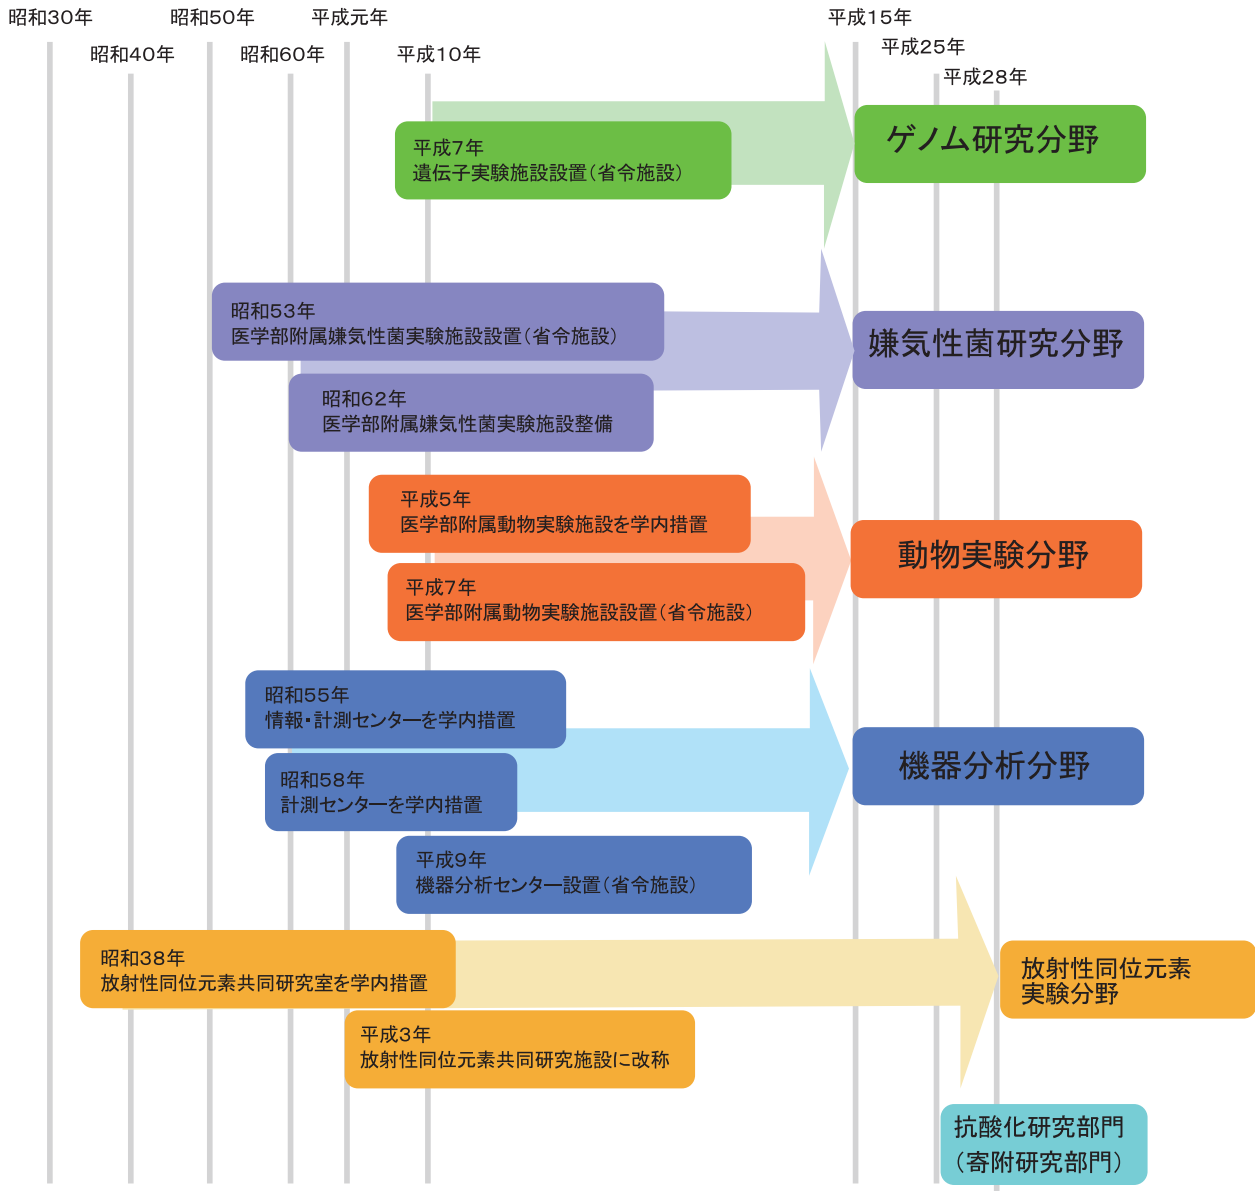 昭和30年
昭和50年
平成元年
平成15年
昭和40年
昭和60年
平成10年
平成25年
平成28年
平成7年
遺伝子実験施設設置（省令施設）
ゲノム研究分野
昭和53年
医学部附属嫌気性菌実験施設設置（省令施設）
嫌気性菌研究分野
昭和62年
医学部附属嫌気性菌実験施設整備
平成5年
医学部附属動物実験施設を学内措置
動物実験分野
平成7年
医学部附属動物実験施設設置（省令施設）
昭和55年
情報・計測センターを学内措置
機器分析分野
昭和58年
計測センターを学内措置
平成9年
機器分析センター設置（省令施設）
昭和38年
放射性同位元素共同研究室を学内措置
放射性同位元素
実験分野
平成3年
放射性同位元素共同研究施設に改称
抗酸化研究部門
（寄附研究部門）